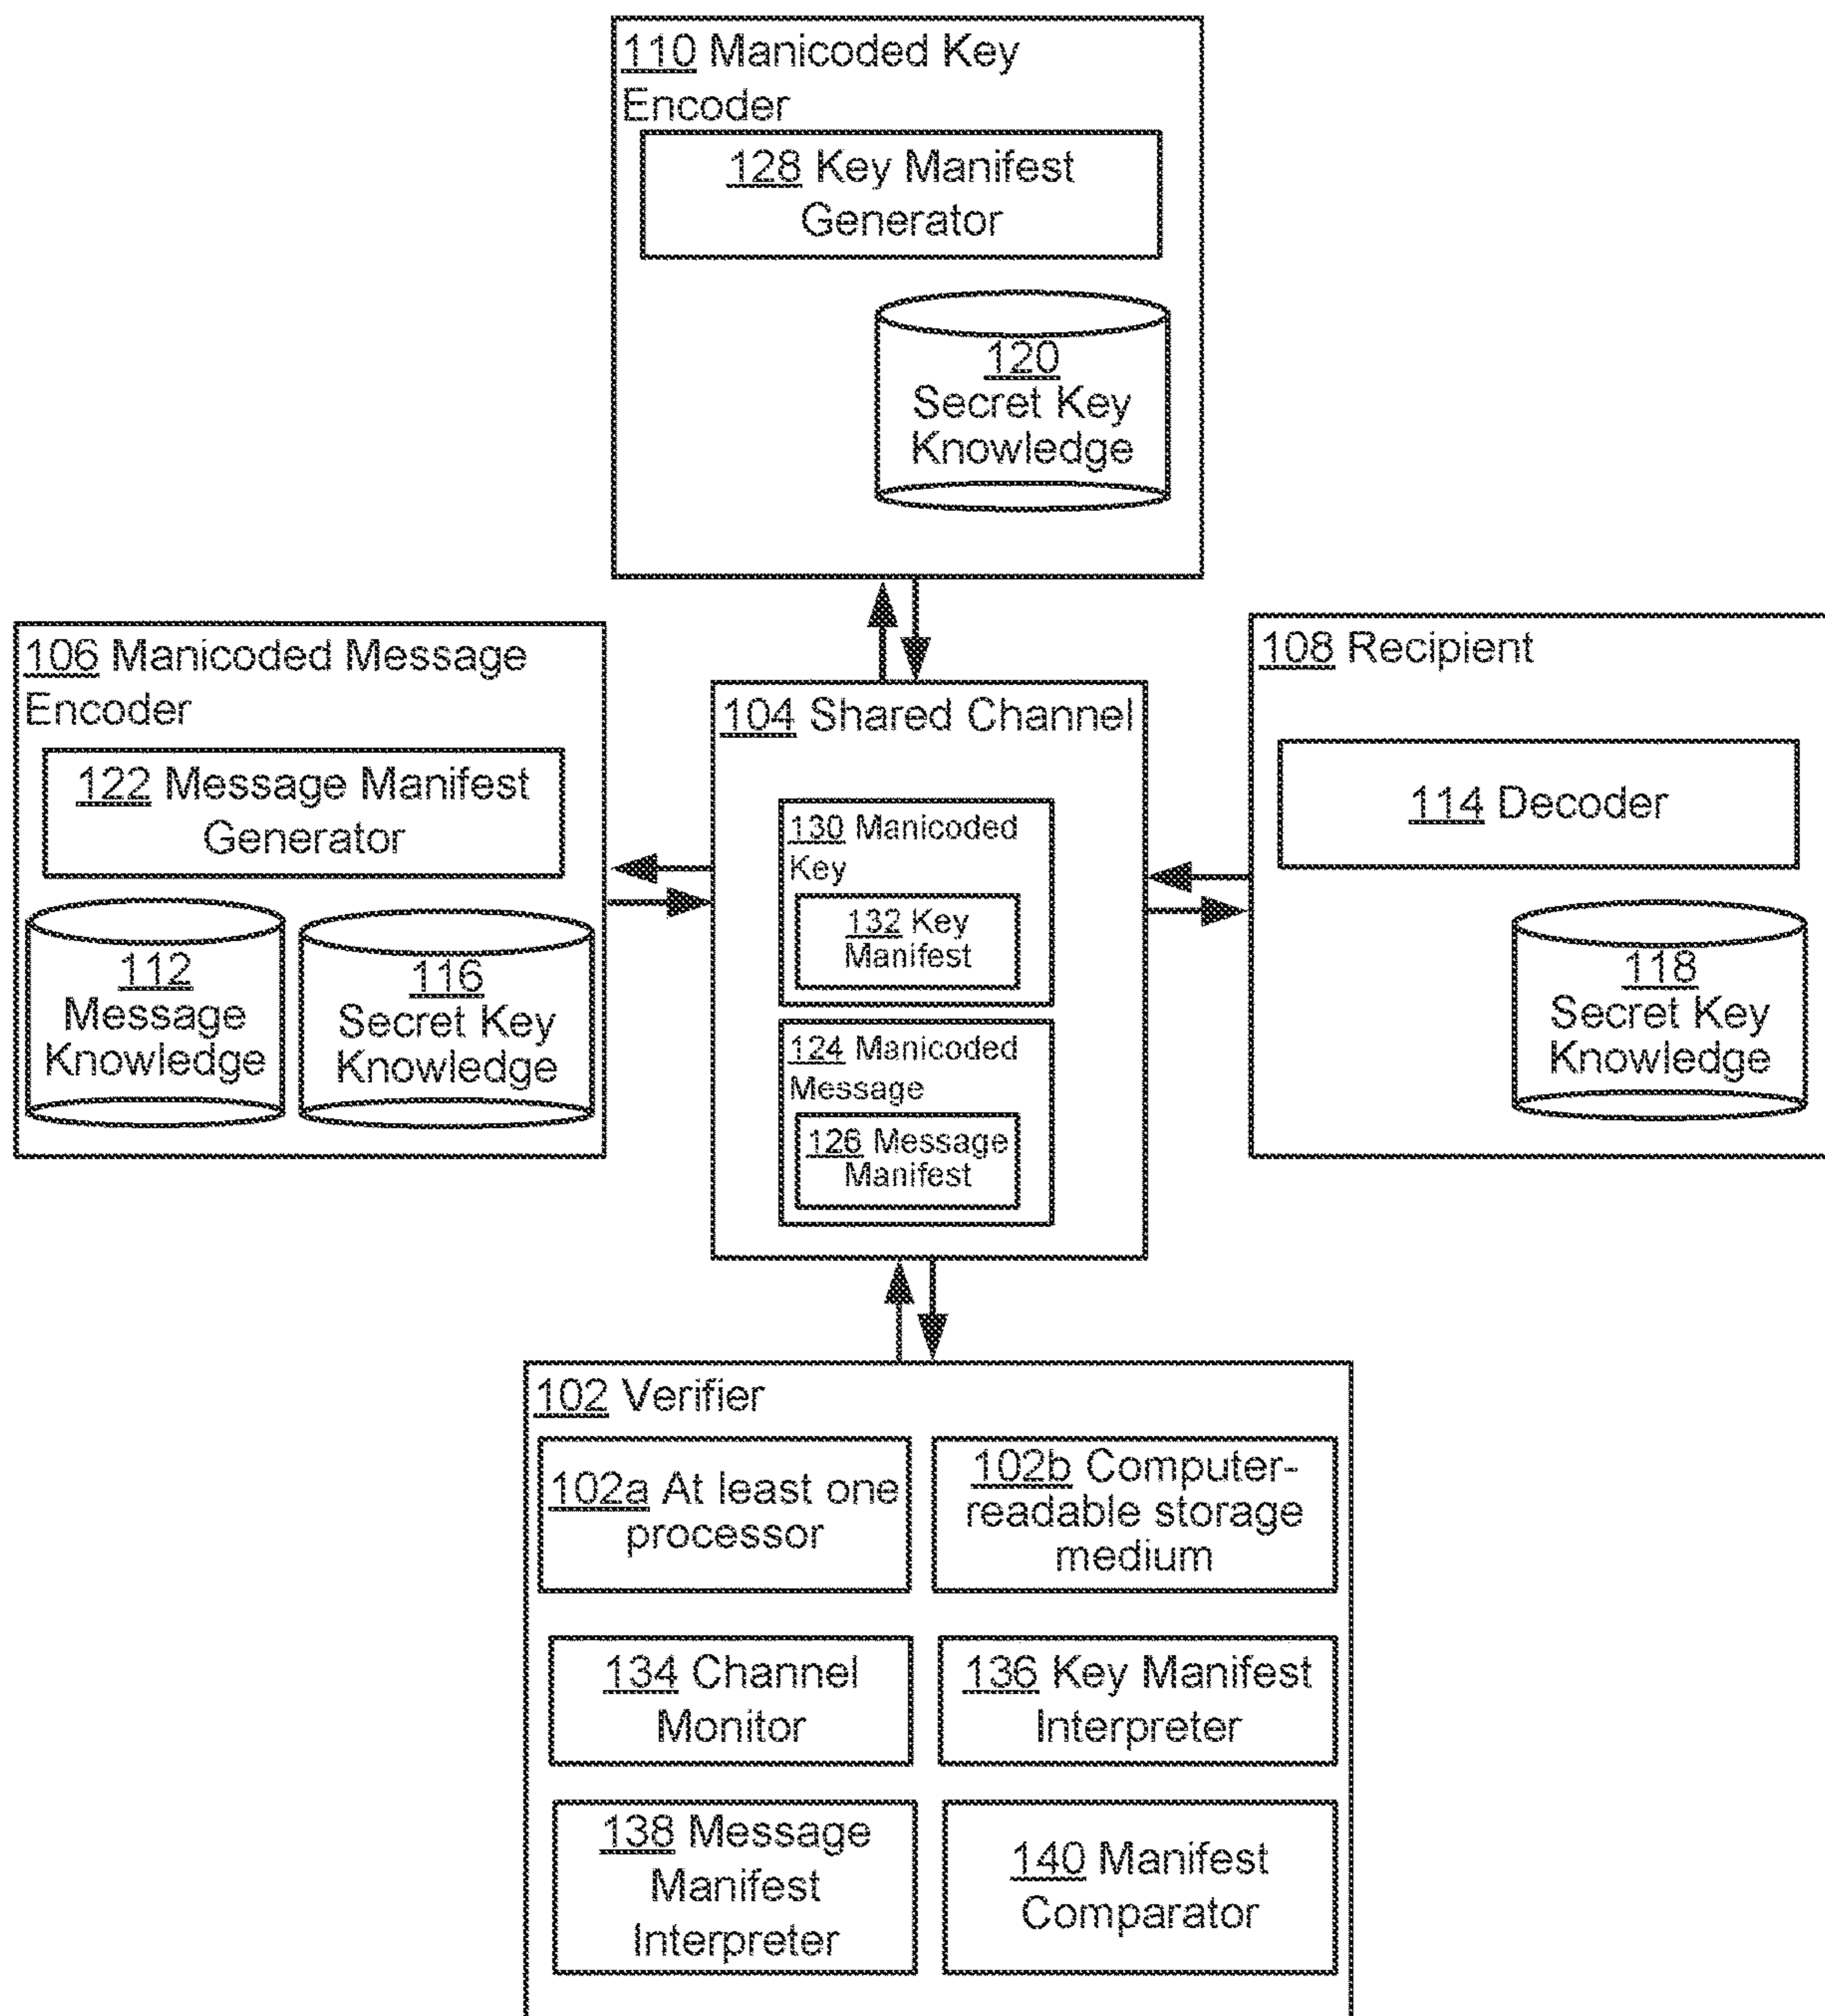 110 Manicoded Key
Encoder
128 Key Manifest
Generator
120
Secret Key
Knowledge
106 Manicoded Message
Encoder
122 Message Manifest
Generator
112
Message
Knowledge
116
Secret Key
Knowledge
104 Shared Channel
130 Manicoded
Key
132 Key
Manifest
124 Manicoded
Message
126 Message
Manifest
108 Recipient
114 Decoder
118
Secret Key
Knowledge
102 Verifier
102a At least one
processor
102b Computer-
readable storage
medium
134 Channel
Monitor
136 Key Manifest
Interpreter
138 Message
Manifest
Interpreter
140 Manifest
Comparator